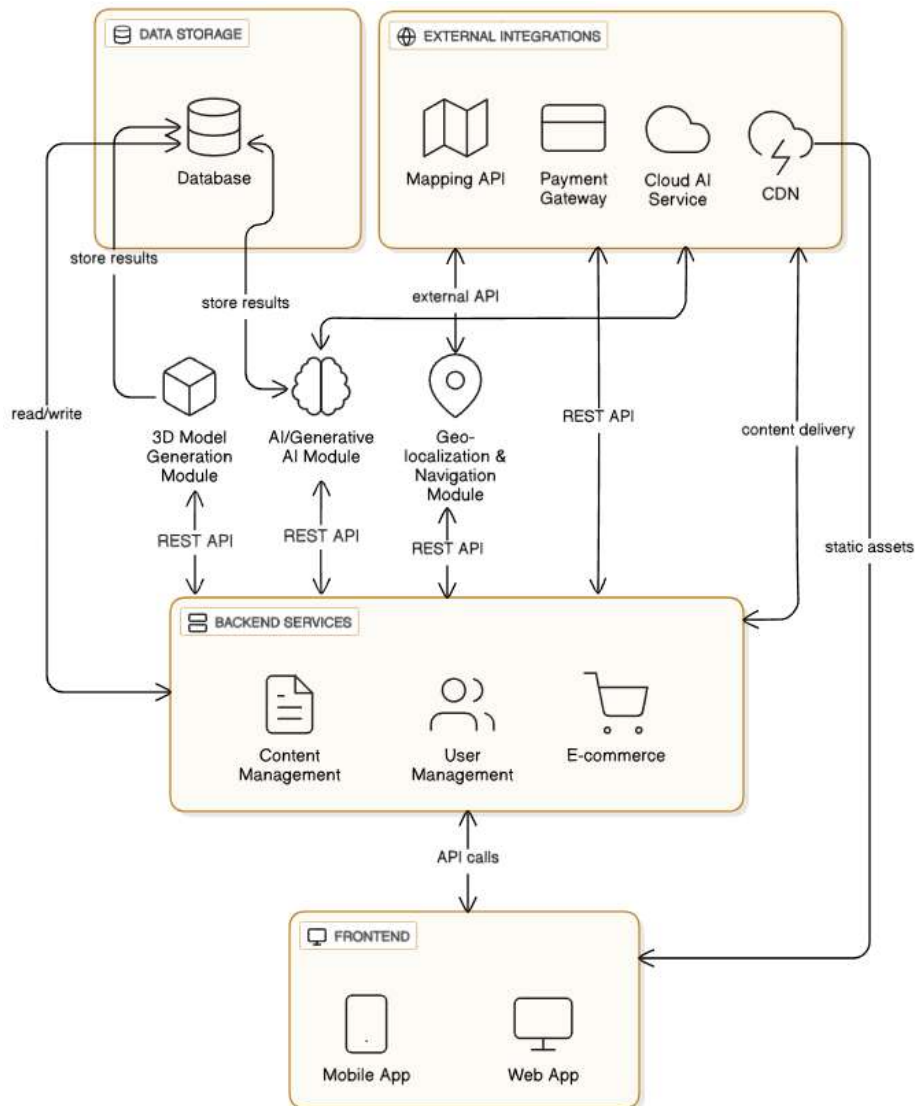 DATA STORAGE
EXTERNAL INTEGRATIONS
Database
Mapping API
Payment
Gateway
Cloud AI
Service
CDN
store results
store results
external API
read/write
3D Model
Generation
Module
AI/Generative
AI Module
Geo-
localization &
Navigation
Module
REST API
content delivery
REST API
REST API
REST API
static assets
BACKEND SERVICES
Content
Management
User
Management
E-commerce
API calls
FRONTEND
Mobile App
Web App